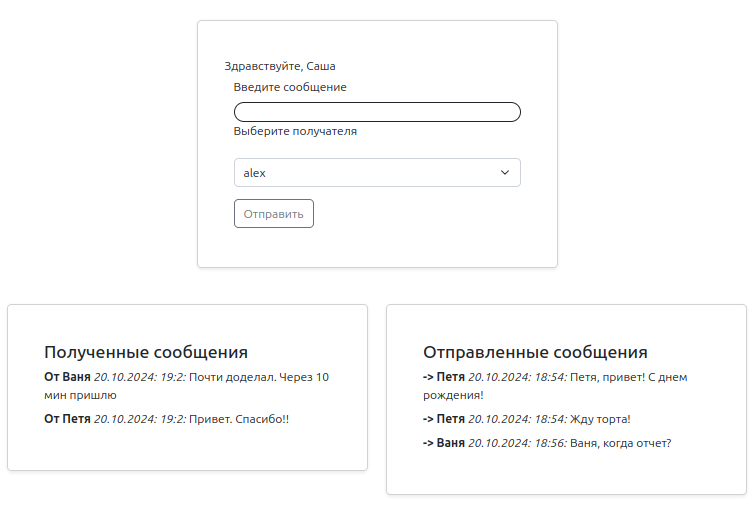 Здравствуйте, Саша
Введите сообщение
Выберите получателя
alex
Отправить
Полученные сообщения
От Ваня 20.10.2024: 19:2: Почти доделал. Через 10
мин пришлю
От Петя 20.10.2024: 19:2: Привет. Спасибо!!
Отправленные сообщения
-> Петя 20.10.2024: 18:54: Петя, привет! С днем
рождения!
-> Петя 20.10.2024: 18:54: Жду торта!
-> Ваня 20.10.2024: 18:56: Ваня, когда отчет?